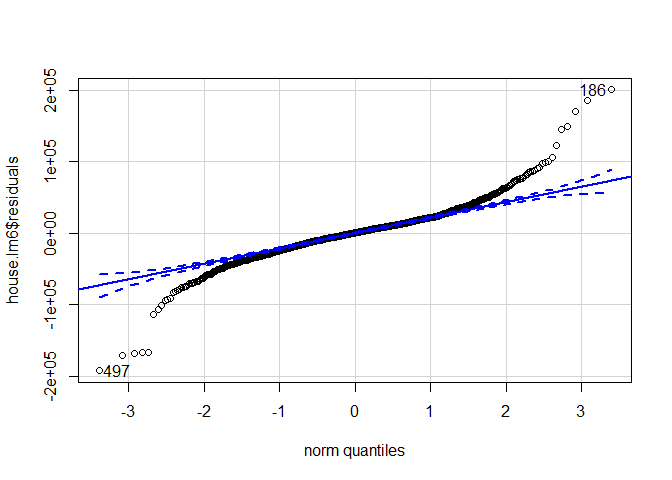 2e+05
1e+05
0e+00
-1e+05
-2e+05
house.lm6$residuals
186
497
-3 -2 -1 0 1 2 3
norm quantiles